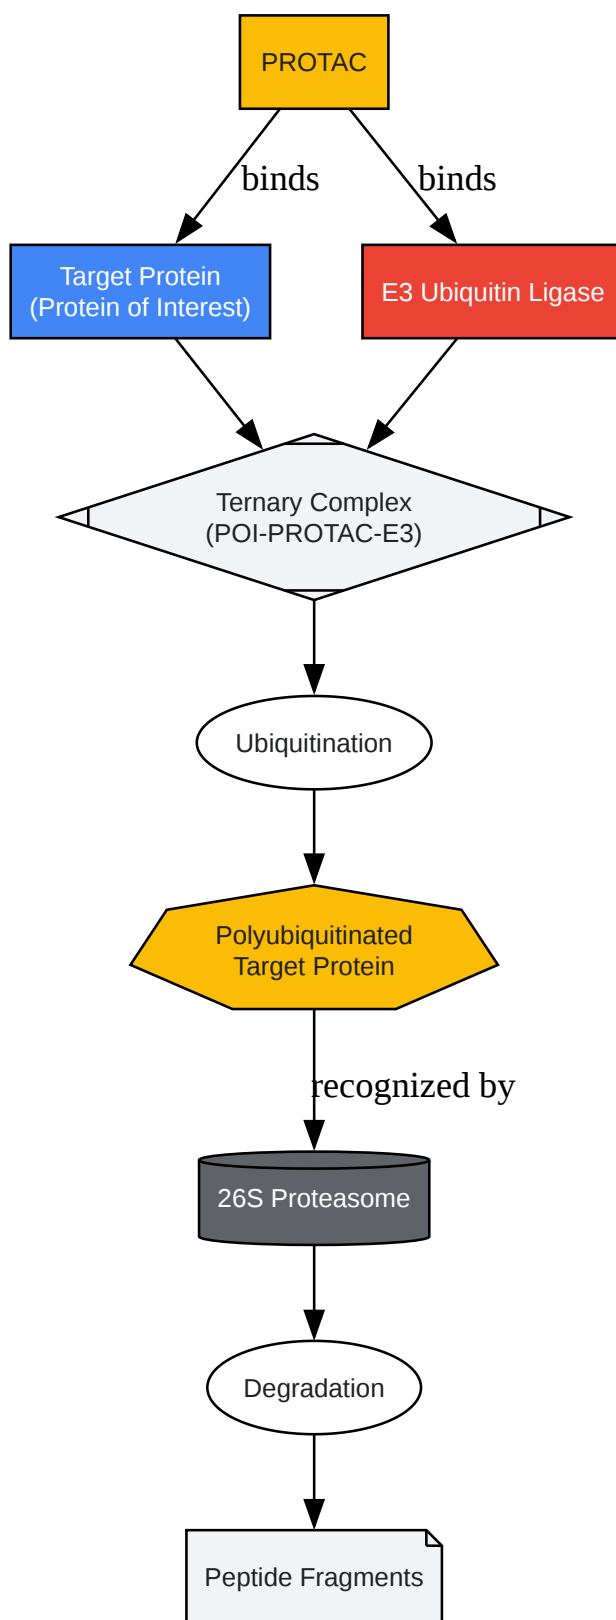 PROTAC
binds
binds
Target Protein
(Protein of Interest)
E3 Ubiquitin Ligase
Ternary Complex
(POI-PROTAC-E3)
Ubiquitination
Polyubiquitinated
Target Protein
recognized by
26S Proteasome
Degradation
Peptide Fragments